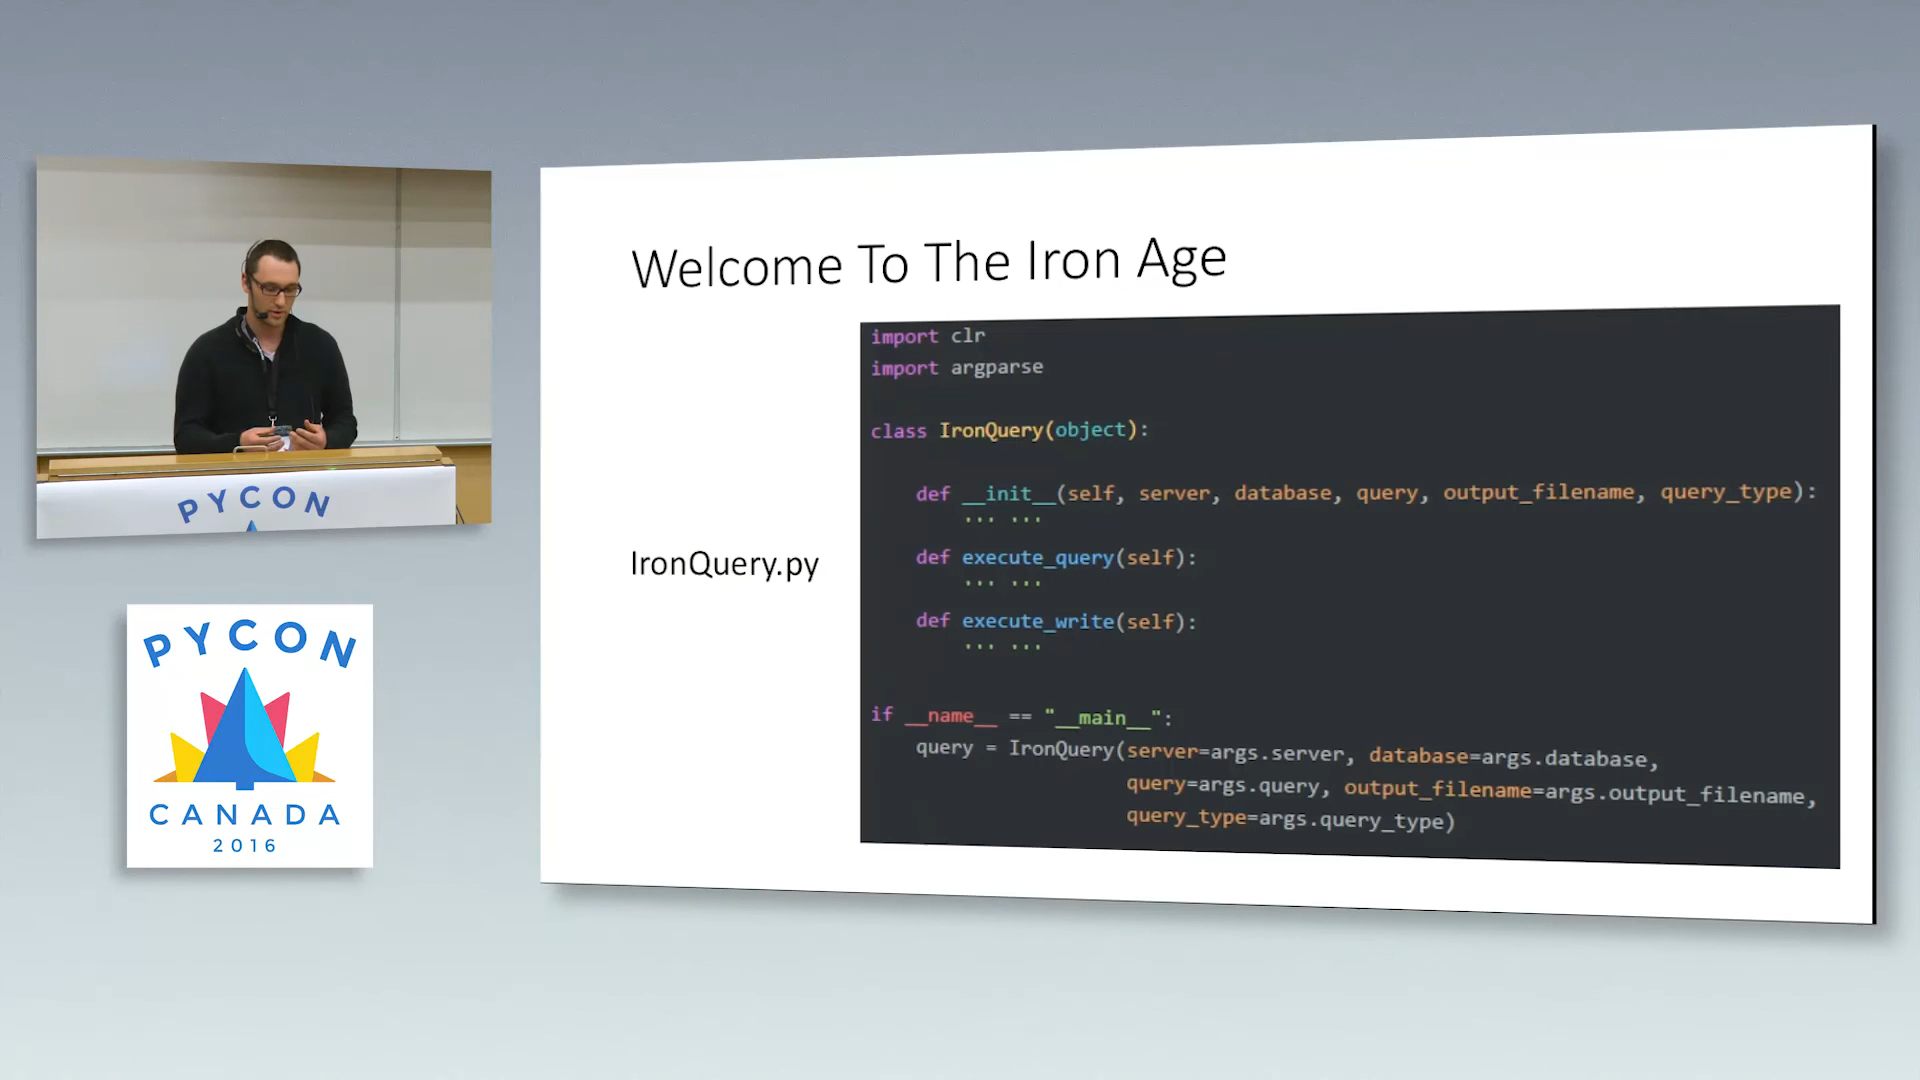 PYCON
PYCON
CANADA
2016
Welcome To The Iron Age
IronQuery.py
import clr
import argparse
class IronQuery(object):
def __init__(self, server, database, query, output_filename, query_type):
... ...
def execute_query(self):
... ...
def execute_write(self):
... ...
if __name__ == "__main__":
query = IronQuery(server=args.server, database=args.database,
query=args.query, output_filename=args.output_filename,
query_type=args.query_type)